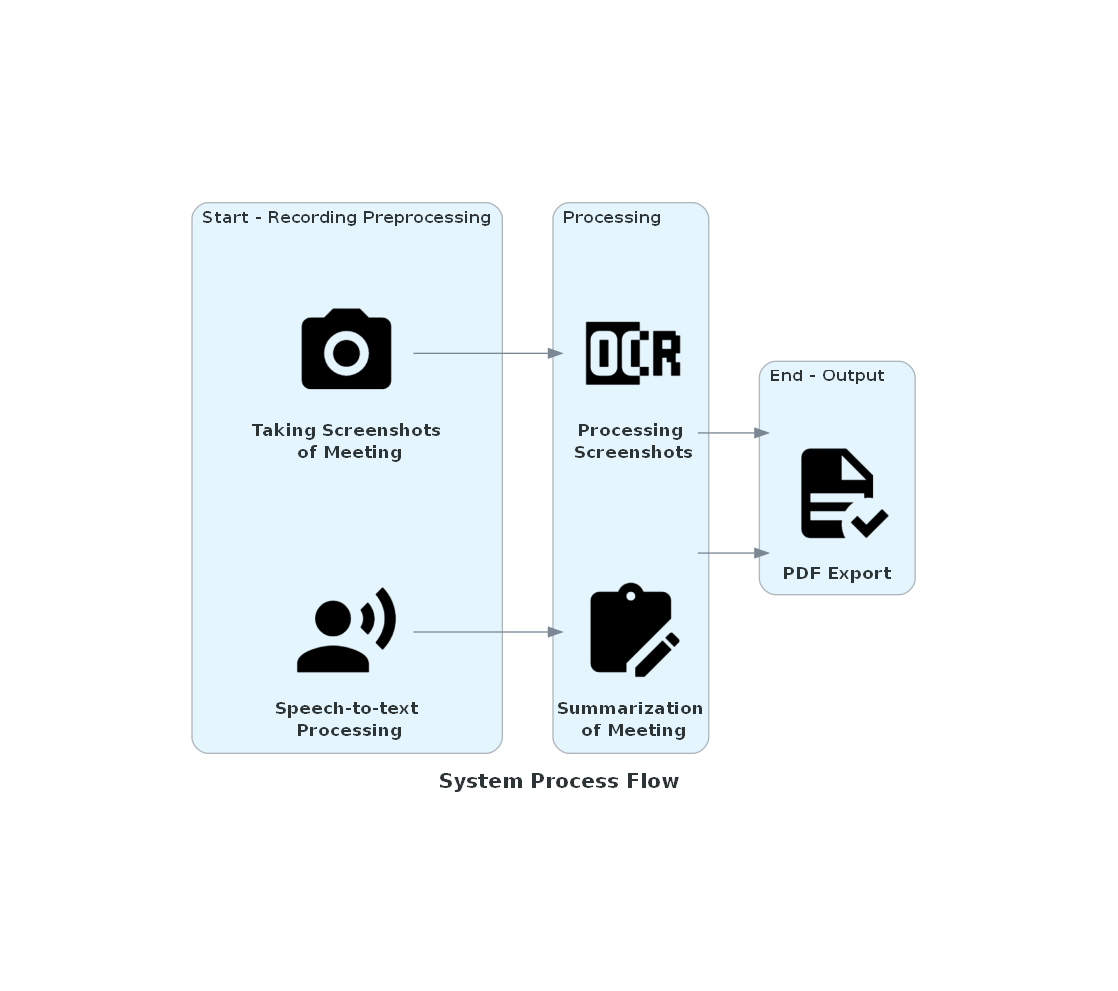 Start - Recording Preprocessing
Taking Screenshots
of Meeting
Speech-to-text
Processing
Processing
OCR
Processing
Screenshots
Summarization
of Meeting
End - Output
PDF Export
System Process Flow